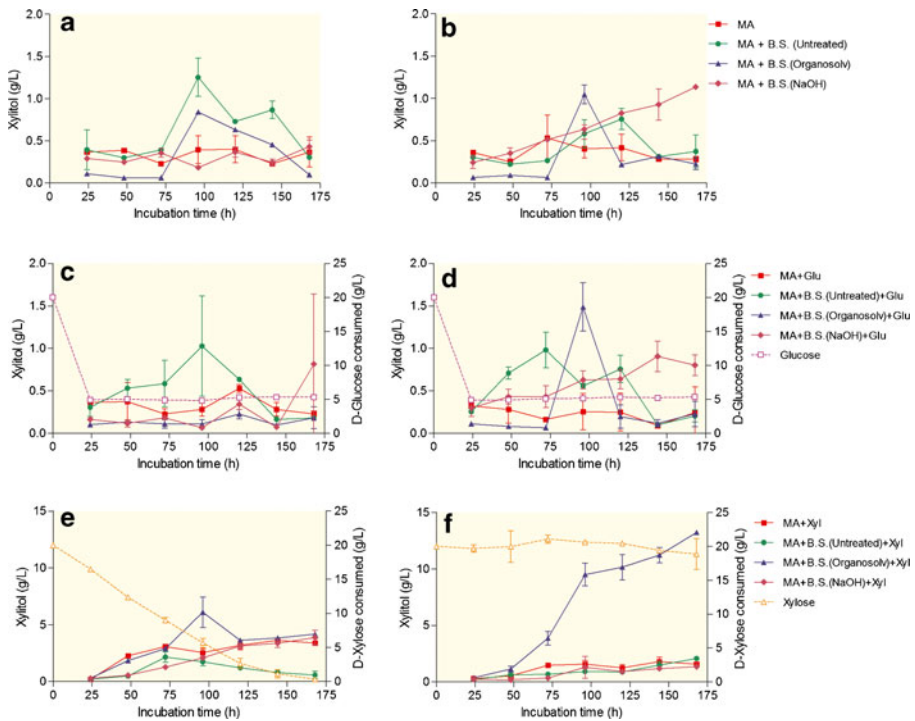 a
2.0
1.5
1.0
0.5
0.0
Xylitol (g/L)
0 25 50 75 100 125 150 175
Incubation time (h)
b
2.0
1.5
1.0
0.5
0.0
Xylitol (g/L)
0 25 50 75 100 125 150 175
Incubation time (h)
MA
MA + B.S. (Untreated)
MA + B.S.(Organosolv)
MA + B.S.(NaOH)
c
2.0
1.5
1.0
0.5
0.0
Xylitol (g/L)
25
20
15
10
5
0
D-Glucose consumed (g/L)
0 25 50 75 100 125 150 175
Incubation time (h)
d
2.0
1.5
1.0
0.5
0.0
Xylitol (g/L)
25
20
15
10
5
0
D-Glucose consumed (g/L)
0 25 50 75 100 125 150 175
Incubation time (h)
MA+Glu
MA+B.S.(Untreated)+Glu
MA+B.S.(Organosolv)+Glu
MA+B.S.(NaOH)+Glu
Glucose
e
15
10
5
0
Xylitol (g/L)
25
20
15
10
5
0
D-Xylose consumed (g/L)
0 25 50 75 100 125 150 175
Incubation time (h)
f
15
10
5
0
Xylitol (g/L)
25
20
15
10
5
0
D-Xylose consumed (g/L)
0 25 50 75 100 125 150 175
Incubation time (h)
MA+Xyl
MA+B.S.(Untreated)+Xyl
MA+B.S.(Organosolv)+Xyl
MA+B.S.(NaOH)+Xyl
Xylose